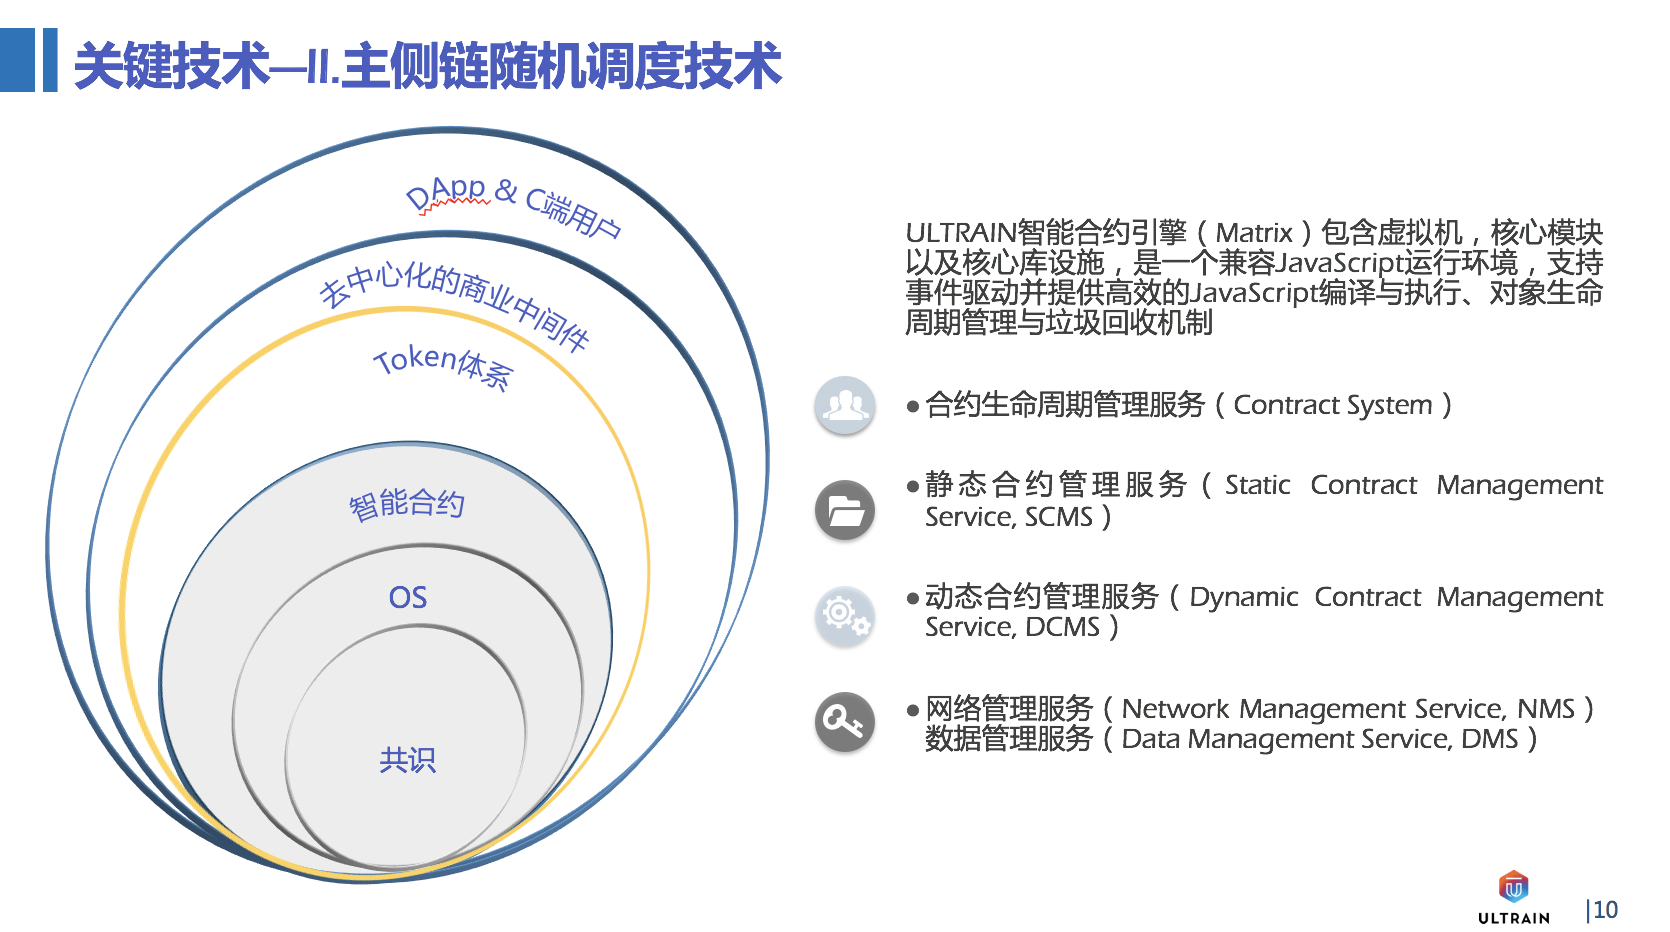 关键技术—II.主侧链随机调度技术
DApp & C端用户
去中心化的商业中间件
Token体系
智能合约
OS
共识
ULTRAIN智能合约引擎（Matrix）包含虚拟机，核心模块
以及核心库设施，是一个兼容JavaScript运行环境，支持
事件驱动并提供高效的JavaScript编译与执行、对象生命
周期管理与垃圾回收机制
●合约生命周期管理服务（Contract System）
●静态合约管理服务（Static Contract Management
Service, SCMS）
●动态合约管理服务（Dynamic Contract Management
Service, DCMS）
●网络管理服务（Network Management Service, NMS）
数据管理服务（Data Management Service, DMS）
ULTRAIN
|10